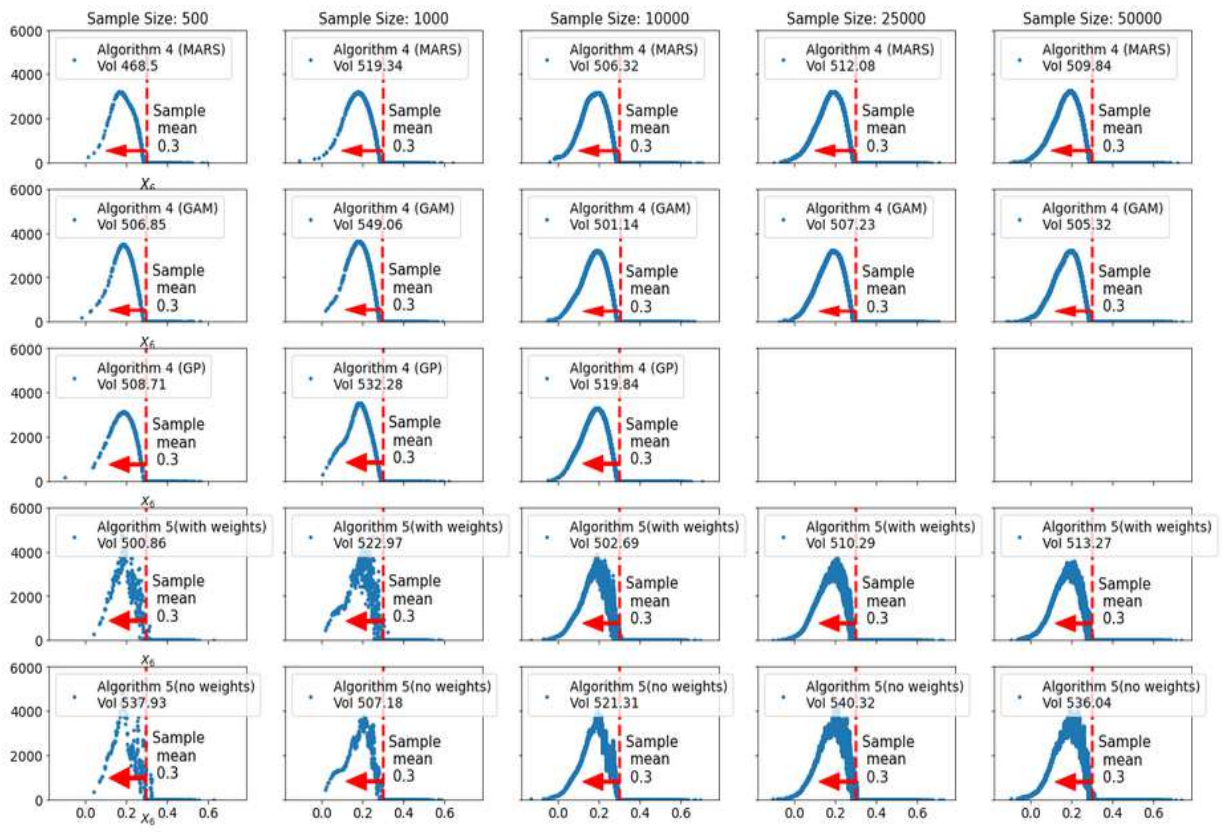 Sample Size: 500 Sample Size: 1000 Sample Size: 10000 Sample Size: 25000 Sample Size: 50000
6000
4000
2000
0
Algorithm 4 (MARS)
Vol 468.5
Sample
mean
0.3
X6
Algorithm 4 (MARS)
Vol 519.34
Sample
mean
0.3
Algorithm 4 (MARS)
Vol 506.32
Sample
mean
0.3
Algorithm 4 (MARS)
Vol 512.08
Sample
mean
0.3
Algorithm 4 (MARS)
Vol 509.84
Sample
mean
0.3
6000
4000
2000
0
Algorithm 4 (GAM)
Vol 506.85
Sample
mean
0.3
X6
Algorithm 4 (GAM)
Vol 549.06
Sample
mean
0.3
Algorithm 4 (GAM)
Vol 501.14
Sample
mean
0.3
Algorithm 4 (GAM)
Vol 507.23
Sample
mean
0.3
Algorithm 4 (GAM)
Vol 505.32
Sample
mean
0.3
6000
4000
2000
0
Algorithm 4 (GP)
Vol 508.71
Sample
mean
0.3
X6
Algorithm 4 (GP)
Vol 532.28
Sample
mean
0.3
Algorithm 4 (GP)
Vol 519.84
Sample
mean
0.3
6000
4000
2000
0
Algorithm 5(with weights)
Vol 500.86
Sample
mean
0.3
X6
Algorithm 5(with weights)
Vol 522.97
Sample
mean
0.3
Algorithm 5(with weights)
Vol 502.69
Sample
mean
0.3
Algorithm 5(with weights)
Vol 510.29
Sample
mean
0.3
Algorithm 5(with weights)
Vol 513.27
Sample
mean
0.3
6000
4000
2000
0
Algorithm 5(no weights)
Vol 537.93
Sample
mean
0.3
Algorithm 5(no weights)
Vol 507.18
Sample
mean
0.3
Algorithm 5(no weights)
Vol 521.31
Sample
mean
0.3
Algorithm 5(no weights)
Vol 540.32
Sample
mean
0.3
Algorithm 5(no weights)
Vol 536.04
Sample
mean
0.3
0.0 0.2 0.4 0.6 0.0 0.2 0.4 0.6 0.0 0.2 0.4 0.6 0.0 0.2 0.4 0.6 0.0 0.2 0.4 0.6
X6